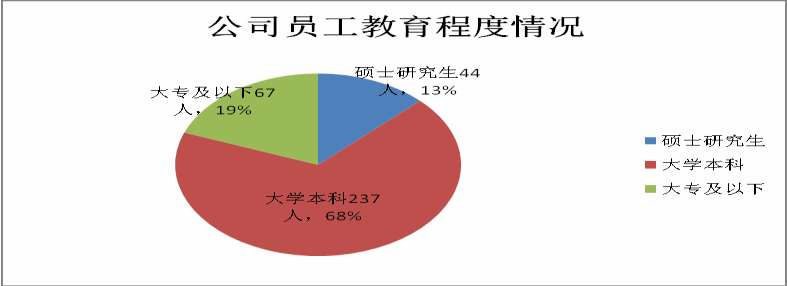 公司员工教育程度情况
硕士研究生44
人，13%
大专及以下67
人，19%
大学本科237
人，68%
硕士研究生
大学本科
大专及以下